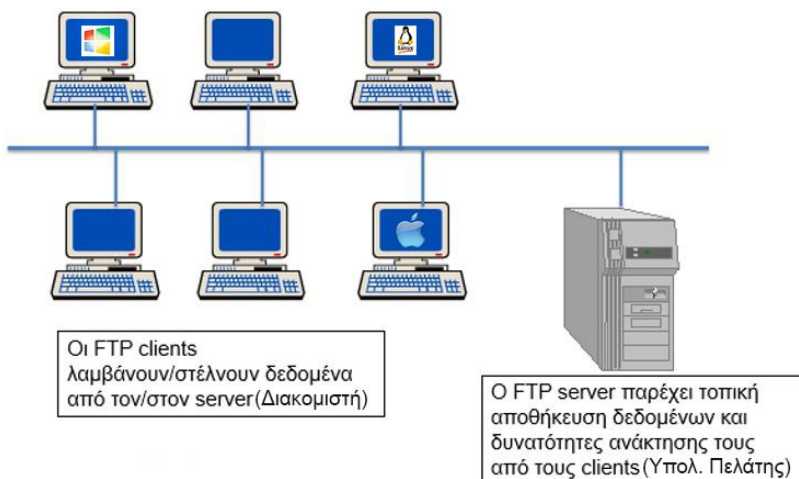 Linux
Οι FTP clients
λαμβάνουν/στέλνουν δεδομένα
από τον/στον server(Διακομιστή)
Ο FTP server παρέχει τοπική
αποθήκευση δεδομένων και
δυνατότητες ανάκτησης τους
από τους clients(Υπολ. Πελάτης)